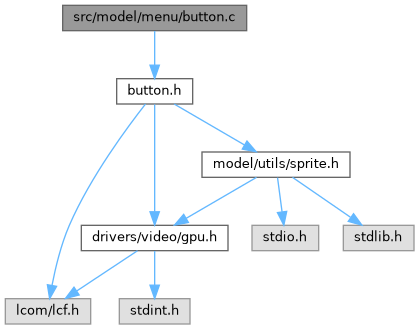 src/model/menu/button.c
button.h
model/utils/sprite.h
drivers/video/gpu.h
stdio.h
stdlib.h
lcom/lcf.h
stdint.h